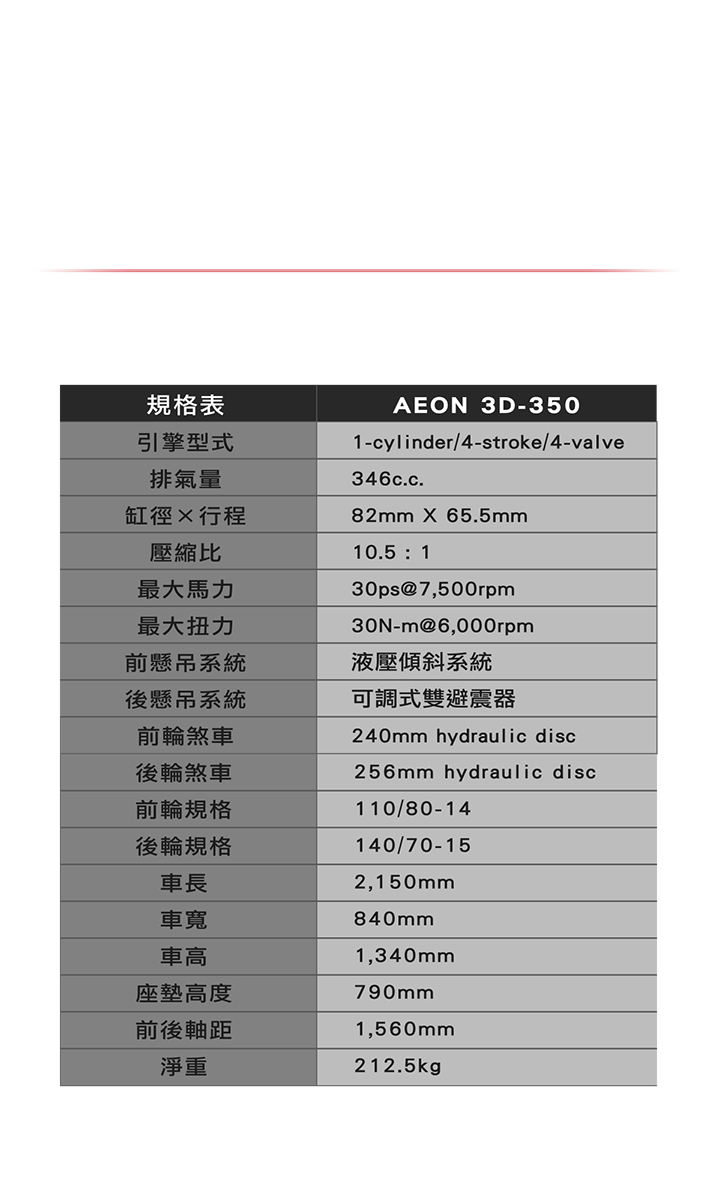 規格表 AEON 3D-350
引擎型式 1-cylinder/4-stroke/4-valve
排氣量 346c.c.
缸徑×行程 82mm X 65.5mm
壓縮比 10.5 : 1
最大馬力 30ps@7,500rpm
最大扭力 30N-m@6,000rpm
前懸吊系統 液壓傾斜系統
後懸吊系統 可調式雙避震器
前輪煞車 240mm hydraulic disc
後輪煞車 256mm hydraulic disc
前輪規格 110/80-14
後輪規格 140/70-15
車長 2,150mm
車寬 840mm
車高 1,340mm
座墊高度 790mm
前後軸距 1,560mm
淨重 212.5kg